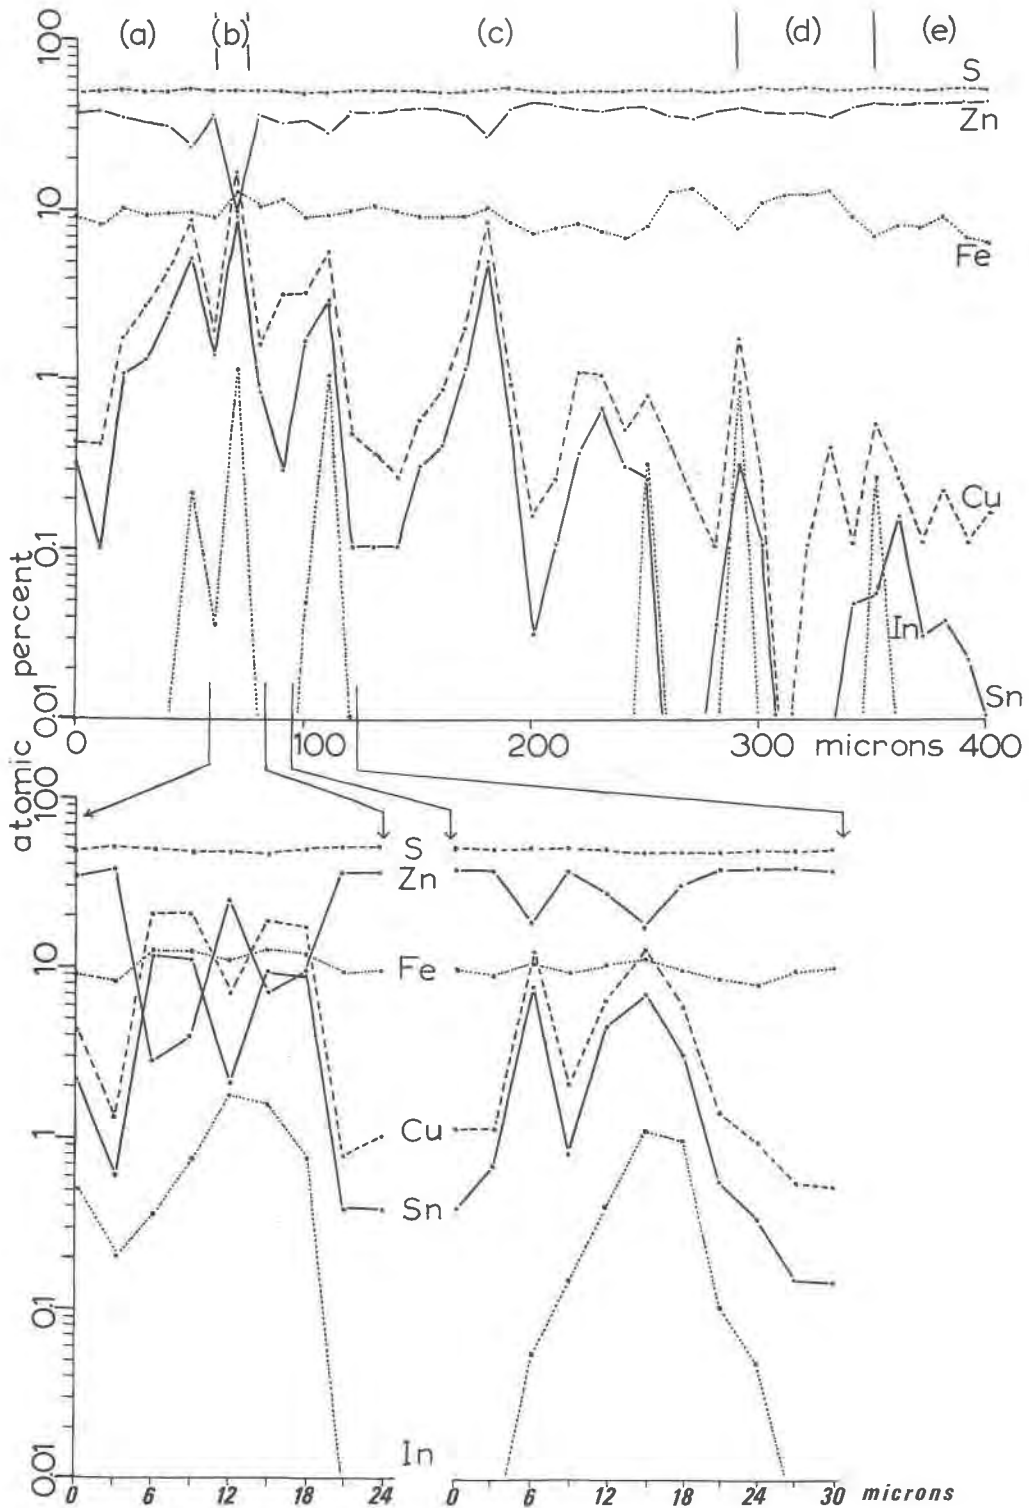 (a) (b) (c) (d) (e)
100
S
Zn
10
Fe
1
Cu
0.1
In
Sn
0.01
0 100 200 300 microns 400
atomic percent
100
S
Zn
10
Fe
1
Cu
Sn
0.1
In
0.01
0 6 12 18 24 0 6 12 18 24 30 microns